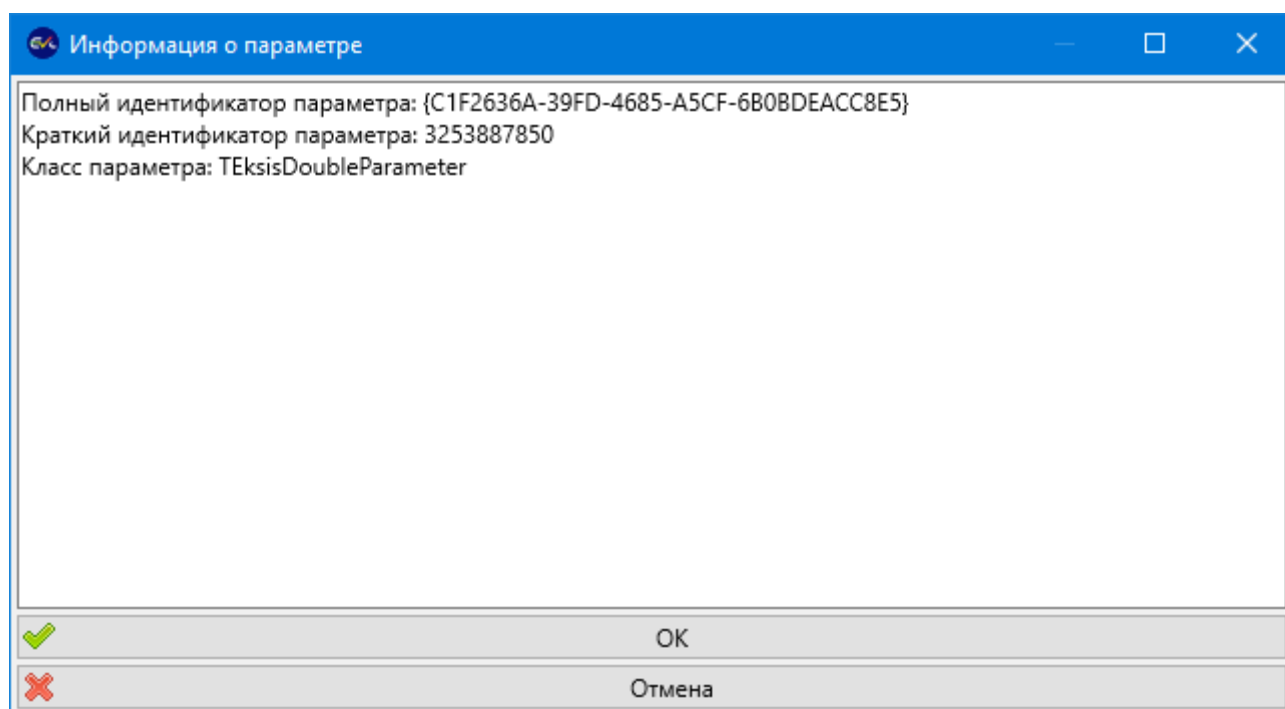 Информация о параметре
Полный идентификатор параметра: {C1F2636A-39FD-4685-A5CF-6B0BDEACC8E5}
Краткий идентификатор параметра: 3253887850
Класс параметра: TEksisDoubleParameter
OK
Отмена